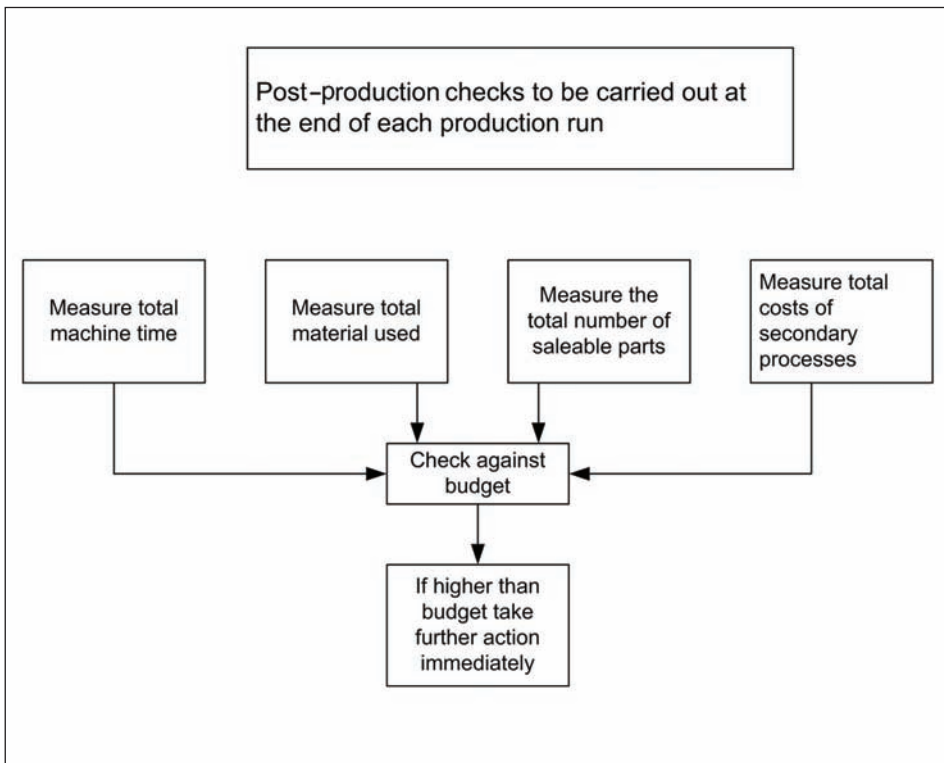 Post-production checks to be carried out at
the end of each production run
Measure total
machine time
Measure total
material used
Measure the
total number of
saleable parts
Measure total
costs of
secondary
processes
Check against
budget
If higher than
budget take
further action
immediately